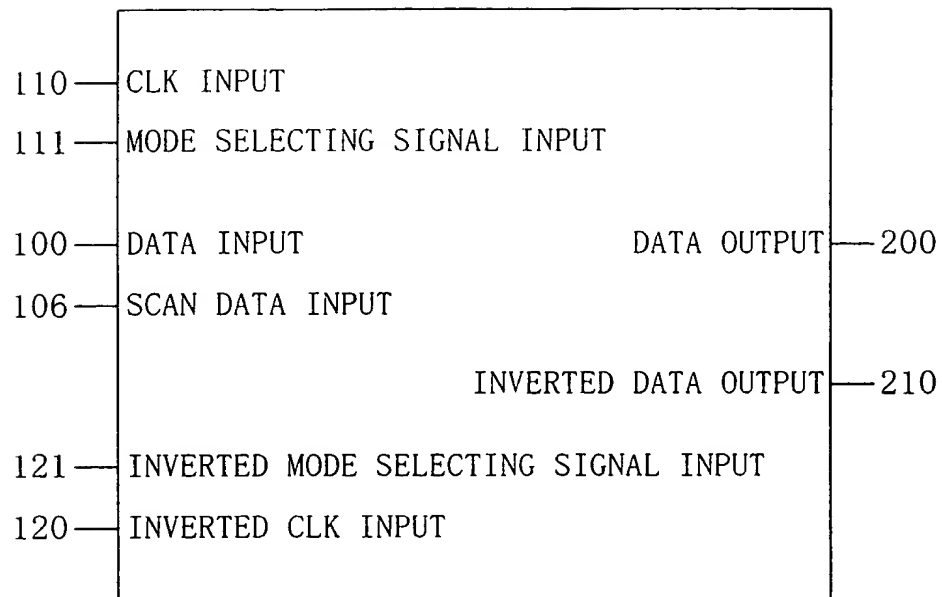 110 CLK INPUT
111 MODE SELECTING SIGNAL INPUT
100 DATA INPUT DATA OUTPUT 200
106 SCAN DATA INPUT
INVERTED DATA OUTPUT 210
121 INVERTED MODE SELECTING SIGNAL INPUT
120 INVERTED CLK INPUT